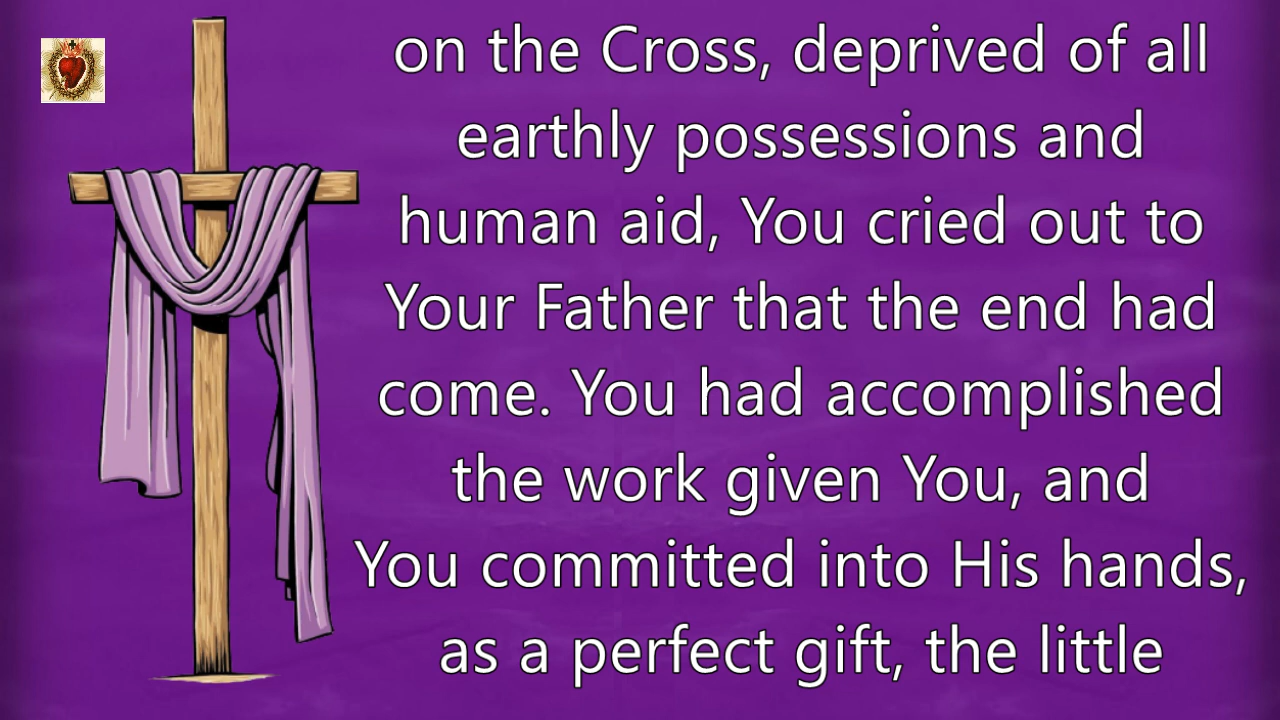 on the Cross, deprived of all
earthly possessions and
human aid, You cried out to
Your Father that the end had
come. You had accomplished
the work given You, and
You committed into His hands,
as a perfect gift, the little